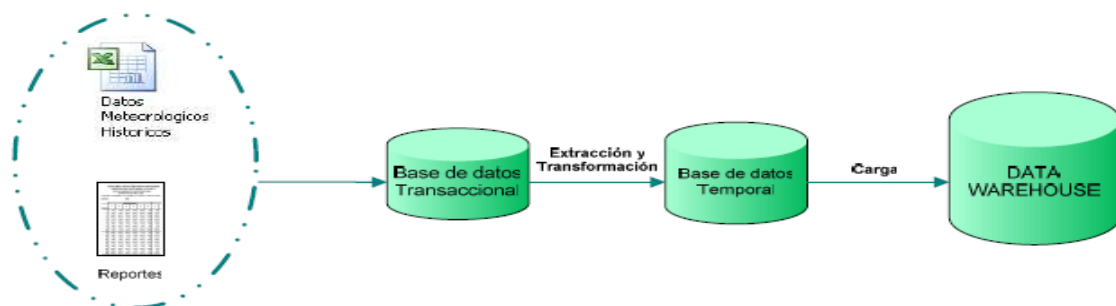 Datos
Meteorologicos
Historicos
Reportes
Base de datos
Transaccional
Extracción y
Transformación
Base de datos
Temporal
Carga
DATA
WAREHOUSE